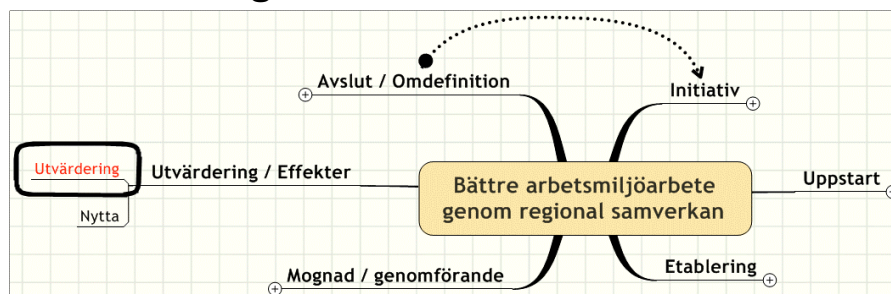 Avslut / Omdefinition
Initiativ
Utvärdering
Utvärdering / Effekter
Nytta
Bättre arbetsmiljöarbete
genom regional samverkan
Uppstart
Mognad / genomförande
Etablering